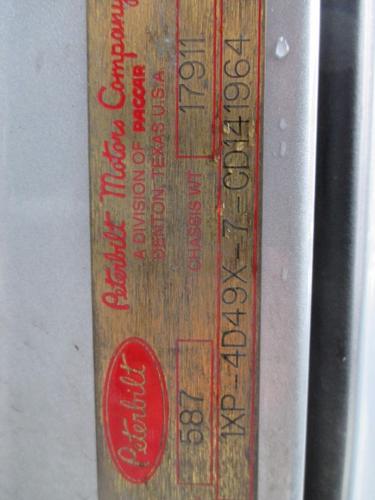 Peterbilt
Peterbilt Motors Company
A DIVISION OF PACCAR
DENTON, TEXAS U.S.A.
587
CHASSIS WT.
17911
1XP-4D49X-7-CD141964